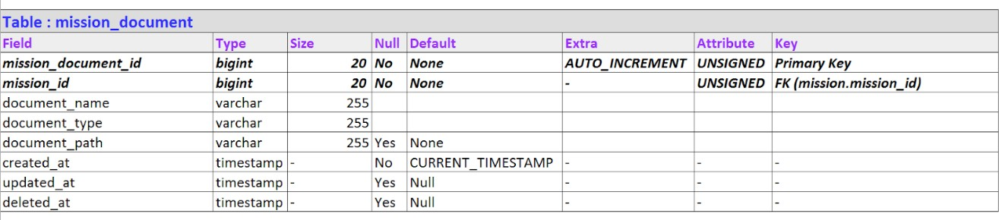 Table : mission_document
Field Type Size Null Default Extra Attribute Key
mission_document_id bigint 20 No None AUTO_INCREMENT UNSIGNED Primary Key
mission_id bigint 20 No None - UNSIGNED FK (mission.mission_id)
document_name varchar 255
document_type varchar 255
document_path varchar 255 Yes None
created_at timestamp - No CURRENT_TIMESTAMP - - -
updated_at timestamp - Yes Null - - -
deleted_at timestamp - Yes Null - - -